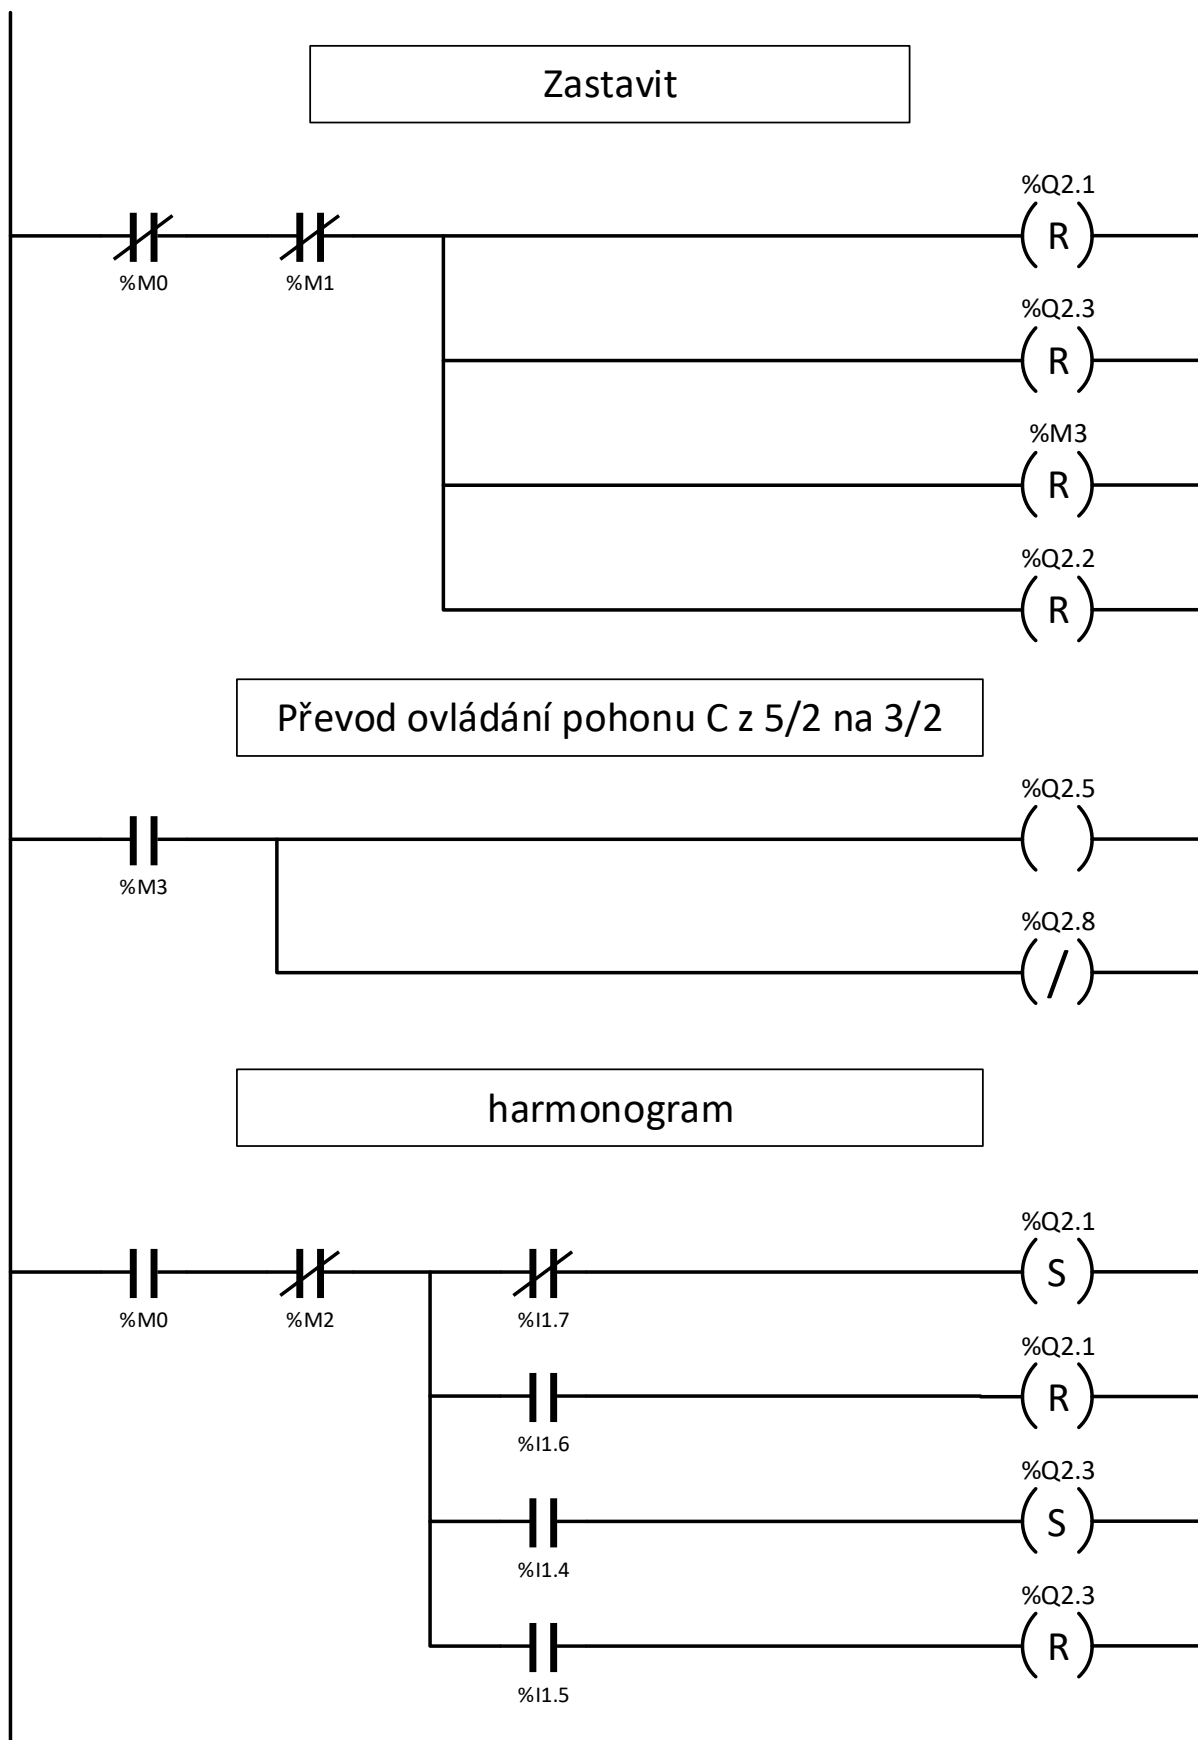 Zastavit
%Q2.1
R
%M0
%M1
%Q2.3
R
%M3
R
%Q2.2
R
Převod ovládání pohonu C z 5/2 na 3/2
%Q2.5
%M3
%Q2.8
/
harmonogram
%Q2.1
S
%M0
%M2
%I1.7
%Q2.1
R
%I1.6
%Q2.3
S
%I1.4
%Q2.3
R
%I1.5